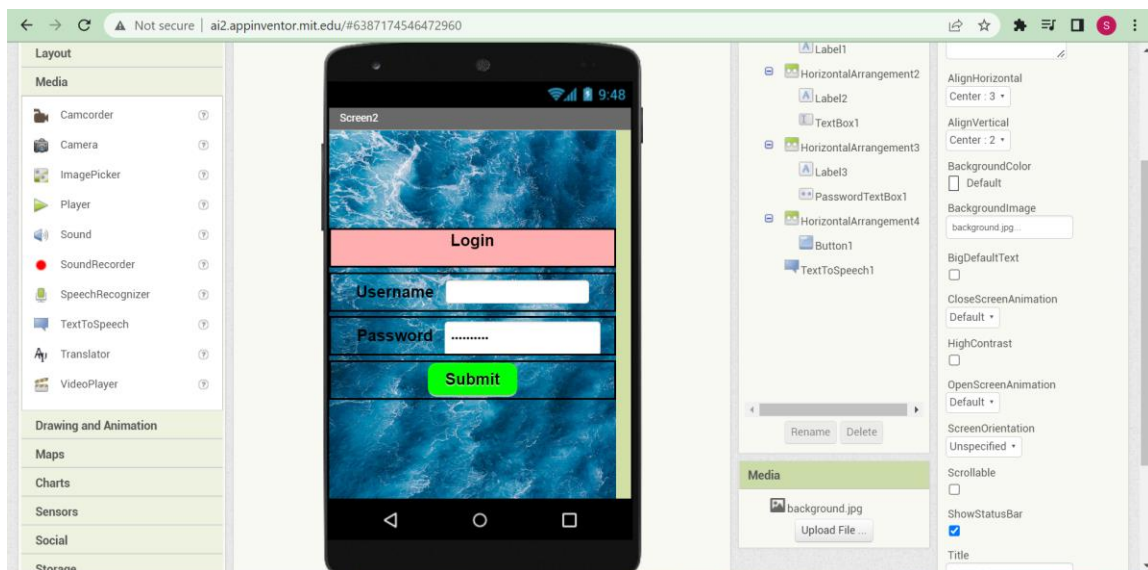 Not secure | ai2.appinventor.mit.edu/#6387174546472960
S
Layout
Media
Camcorder
?
Camera
?
ImagePicker
?
Player
?
Sound
?
SoundRecorder
?
SpeechRecognizer
?
TextToSpeech
?
Translator
?
VideoPlayer
?
Drawing and Animation
Maps
Charts
Sensors
Social
Storage
9:48
Screen2
Login
Username
Password ..........
Submit
Label1
HorizontalArrangement2
Label2
TextBox1
HorizontalArrangement3
Label3
PasswordTextBox1
HorizontalArrangement4
Button1
TextToSpeech1
Rename Delete
Media
background.jpg
Upload File ...
AlignHorizontal
Center : 3
AlignVertical
Center : 2
BackgroundColor
Default
BackgroundImage
background.jpg...
BigDefaultText
CloseScreenAnimation
Default
HighContrast
OpenScreenAnimation
Default
ScreenOrientation
Unspecified
Scrollable
ShowStatusBar
Title